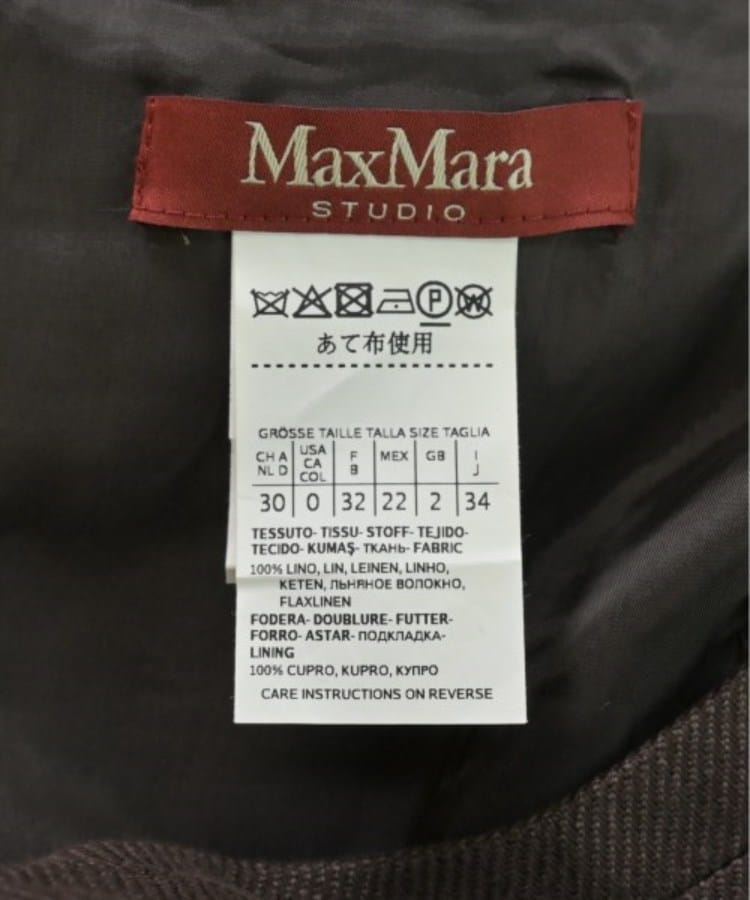 MaxMara
STUDIO
P W
あて布使用
GRÖSSE TAILLE TALLA SIZE TAGLIA
CH A NL D USA CA COL F B MEX GB I J
30 0 32 22 2 34
TESSUTO- TISSU- STOFF- TEJIDO-
TECIDO- KUMAŞ- ТКАНЬ- FABRIC
100% LINO, LIN, LEINEN, LINHO,
KETEN, ЛЬНЯНОЕ ВОЛОКНО,
FLAXLINEN
FODERA- DOUBLURE- FUTTER-
FORRO- ASTAR- ПОДКЛАДКА-
LINING
100% CUPRO, KUPRO, КУПРО
CARE INSTRUCTIONS ON REVERSE